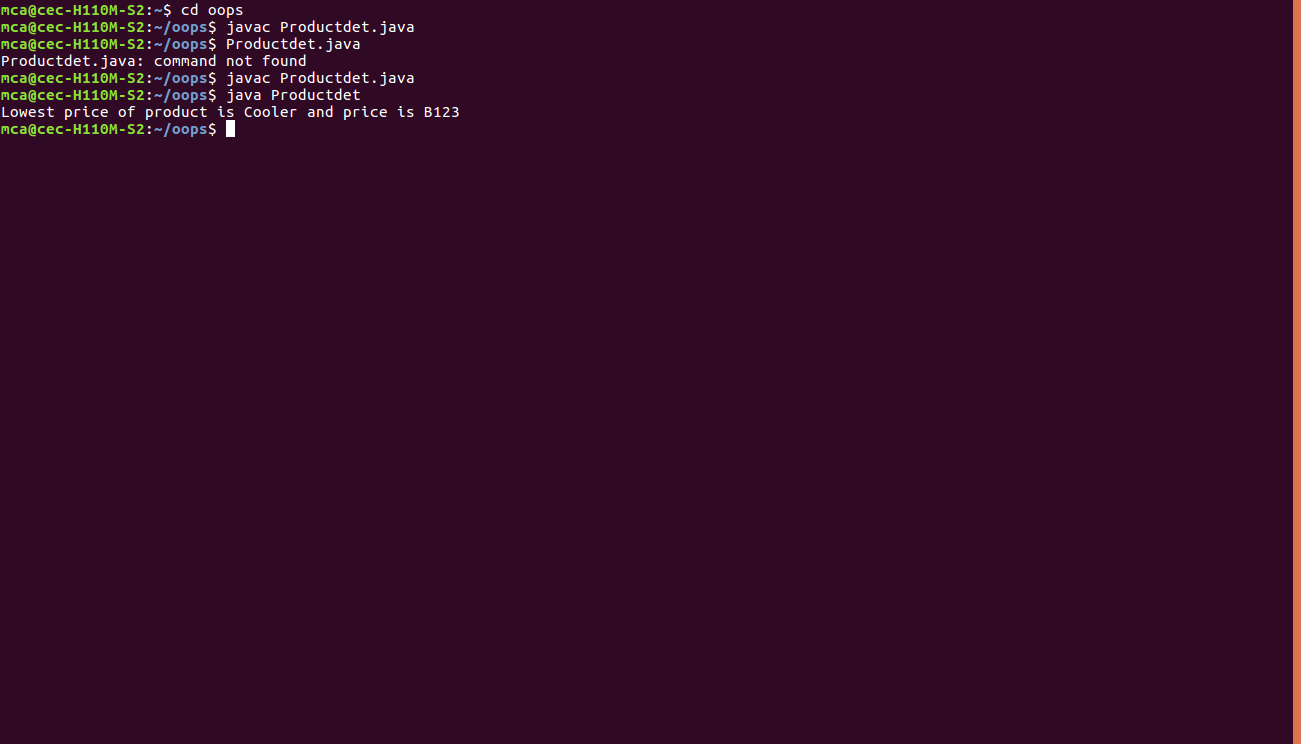 mca@cec-H110M-S2:~$ cd oops
mca@cec-H110M-S2:~/oops$ javac Productdet.java
mca@cec-H110M-S2:~/oops$ Productdet.java
Productdet.java: command not found
mca@cec-H110M-S2:~/oops$ javac Productdet.java
mca@cec-H110M-S2:~/oops$ java Productdet
Lowest price of product is Cooler and price is B123
mca@cec-H110M-S2:~/oops$